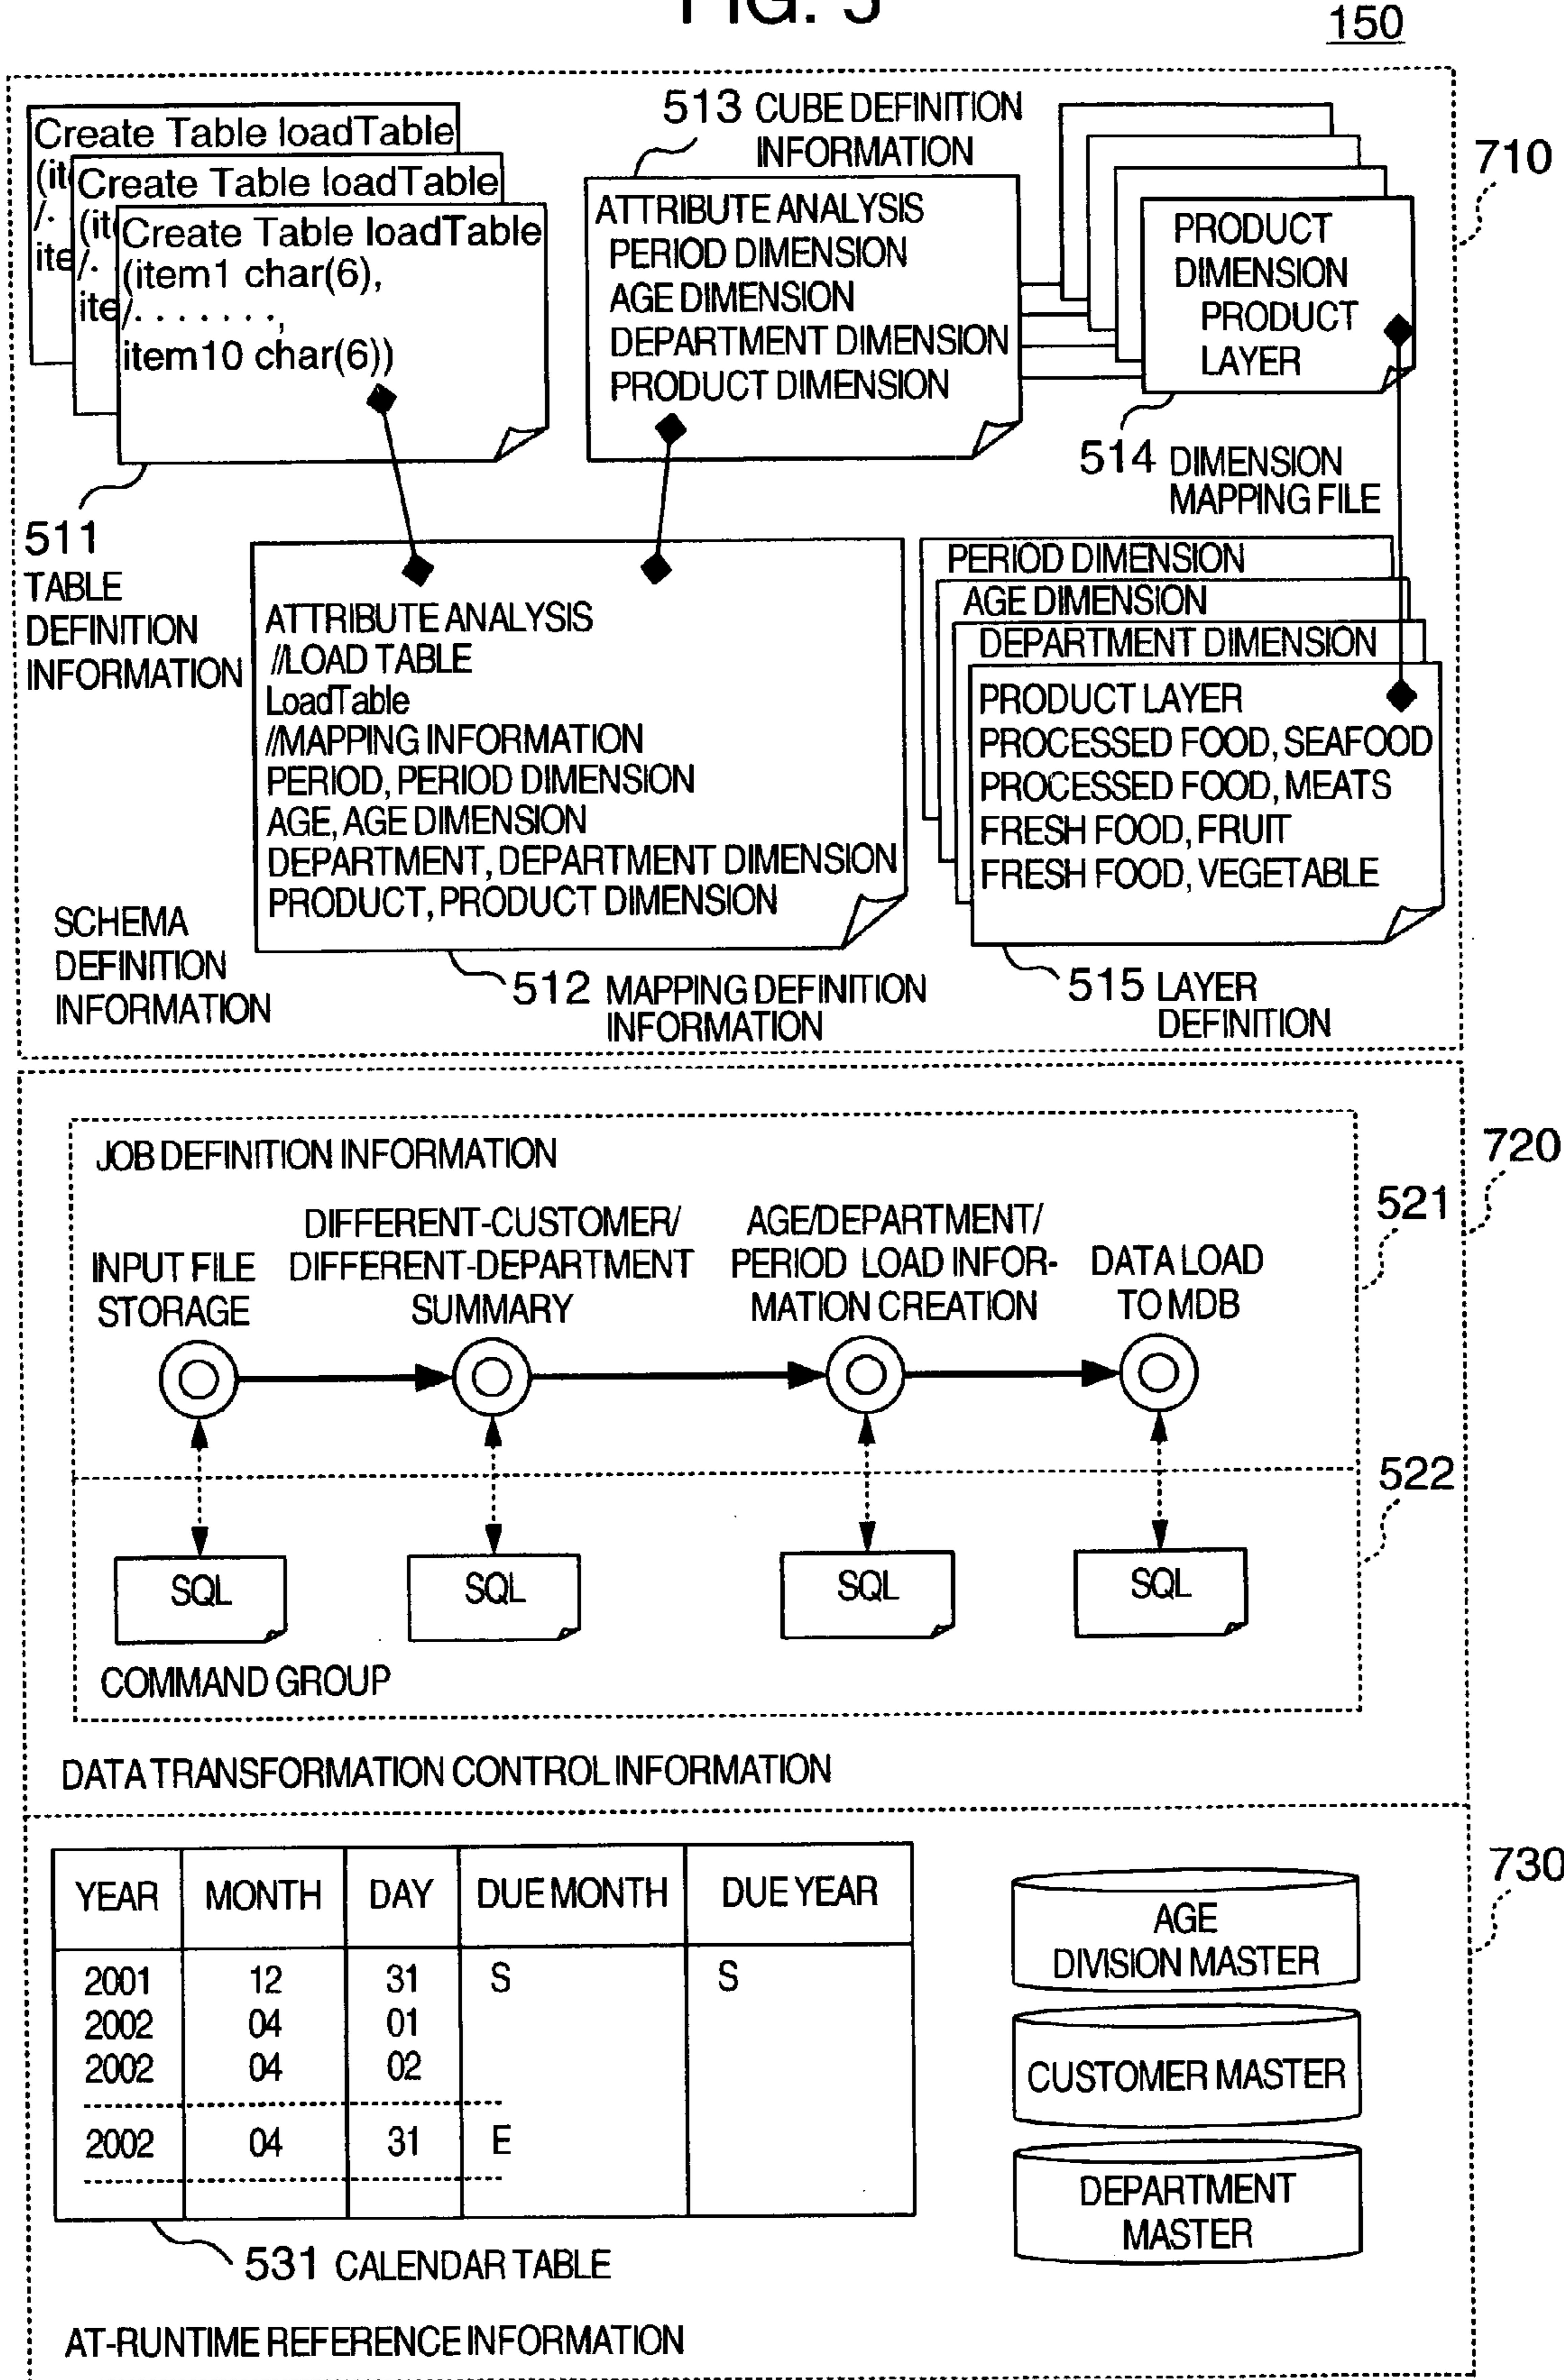 FIG. 5
150
710
Create Table loadTable
(it
/.
ite
Create Table loadTable
(it
/.
ite
Create Table loadTable
(item1 char(6),
/. . . . . . . ,
item10 char(6))
511
TABLE
DEFINITION
INFORMATION
513 CUBE DEFINITION
INFORMATION
ATTRIBUTE ANALYSIS
PERIOD DIMENSION
AGE DIMENSION
DEPARTMENT DIMENSION
PRODUCT DIMENSION
PRODUCT
DIMENSION
PRODUCT
LAYER
514 DIMENSION
MAPPING FILE
ATTRIBUTE ANALYSIS
//LOAD TABLE
LoadTable
//MAPPING INFORMATION
PERIOD, PERIOD DIMENSION
AGE, AGE DIMENSION
DEPARTMENT, DEPARTMENT DIMENSION
PRODUCT, PRODUCT DIMENSION
512 MAPPING DEFINITION
INFORMATION
PERIOD DIMENSION
AGE DIMENSION
DEPARTMENT DIMENSION
PRODUCT LAYER
PROCESSED FOOD, SEAFOOD
PROCESSED FOOD, MEATS
FRESH FOOD, FRUIT
FRESH FOOD, VEGETABLE
515 LAYER
DEFINITION
SCHEMA
DEFINITION
INFORMATION
720
521
JOB DEFINITION INFORMATION
INPUT FILE
STORAGE
DIFFERENT-CUSTOMER/
DIFFERENT-DEPARTMENT
SUMMARY
AGE/DEPARTMENT/
PERIOD LOAD INFOR-
MATION CREATION
DATA LOAD
TO MDB
522
SQL
SQL
SQL
SQL
COMMAND GROUP
DATA TRANSFORMATION CONTROL INFORMATION
730
YEAR MONTH DAY DUE MONTH DUE YEAR
2001 12 31 S S
2002 04 01
2002 04 02
2002 04 31 E
531 CALENDAR TABLE
AGE
DIVISION MASTER
CUSTOMER MASTER
DEPARTMENT
MASTER
AT-RUNTIME REFERENCE INFORMATION